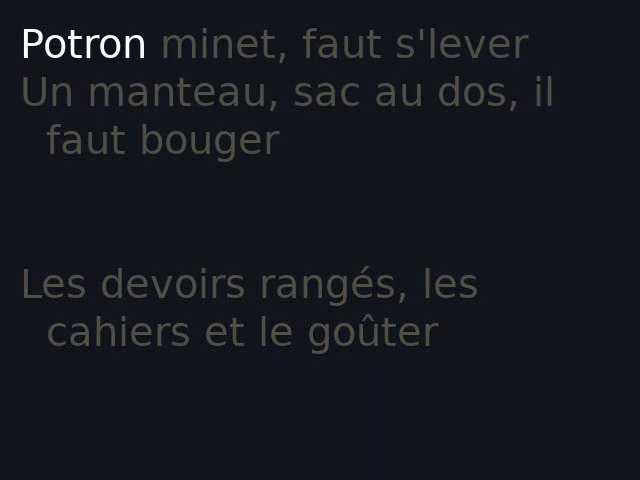 Potron minet, faut s'lever
Un manteau, sac au dos, il
faut bouger
Les devoirs rangés, les
cahiers et le goûter